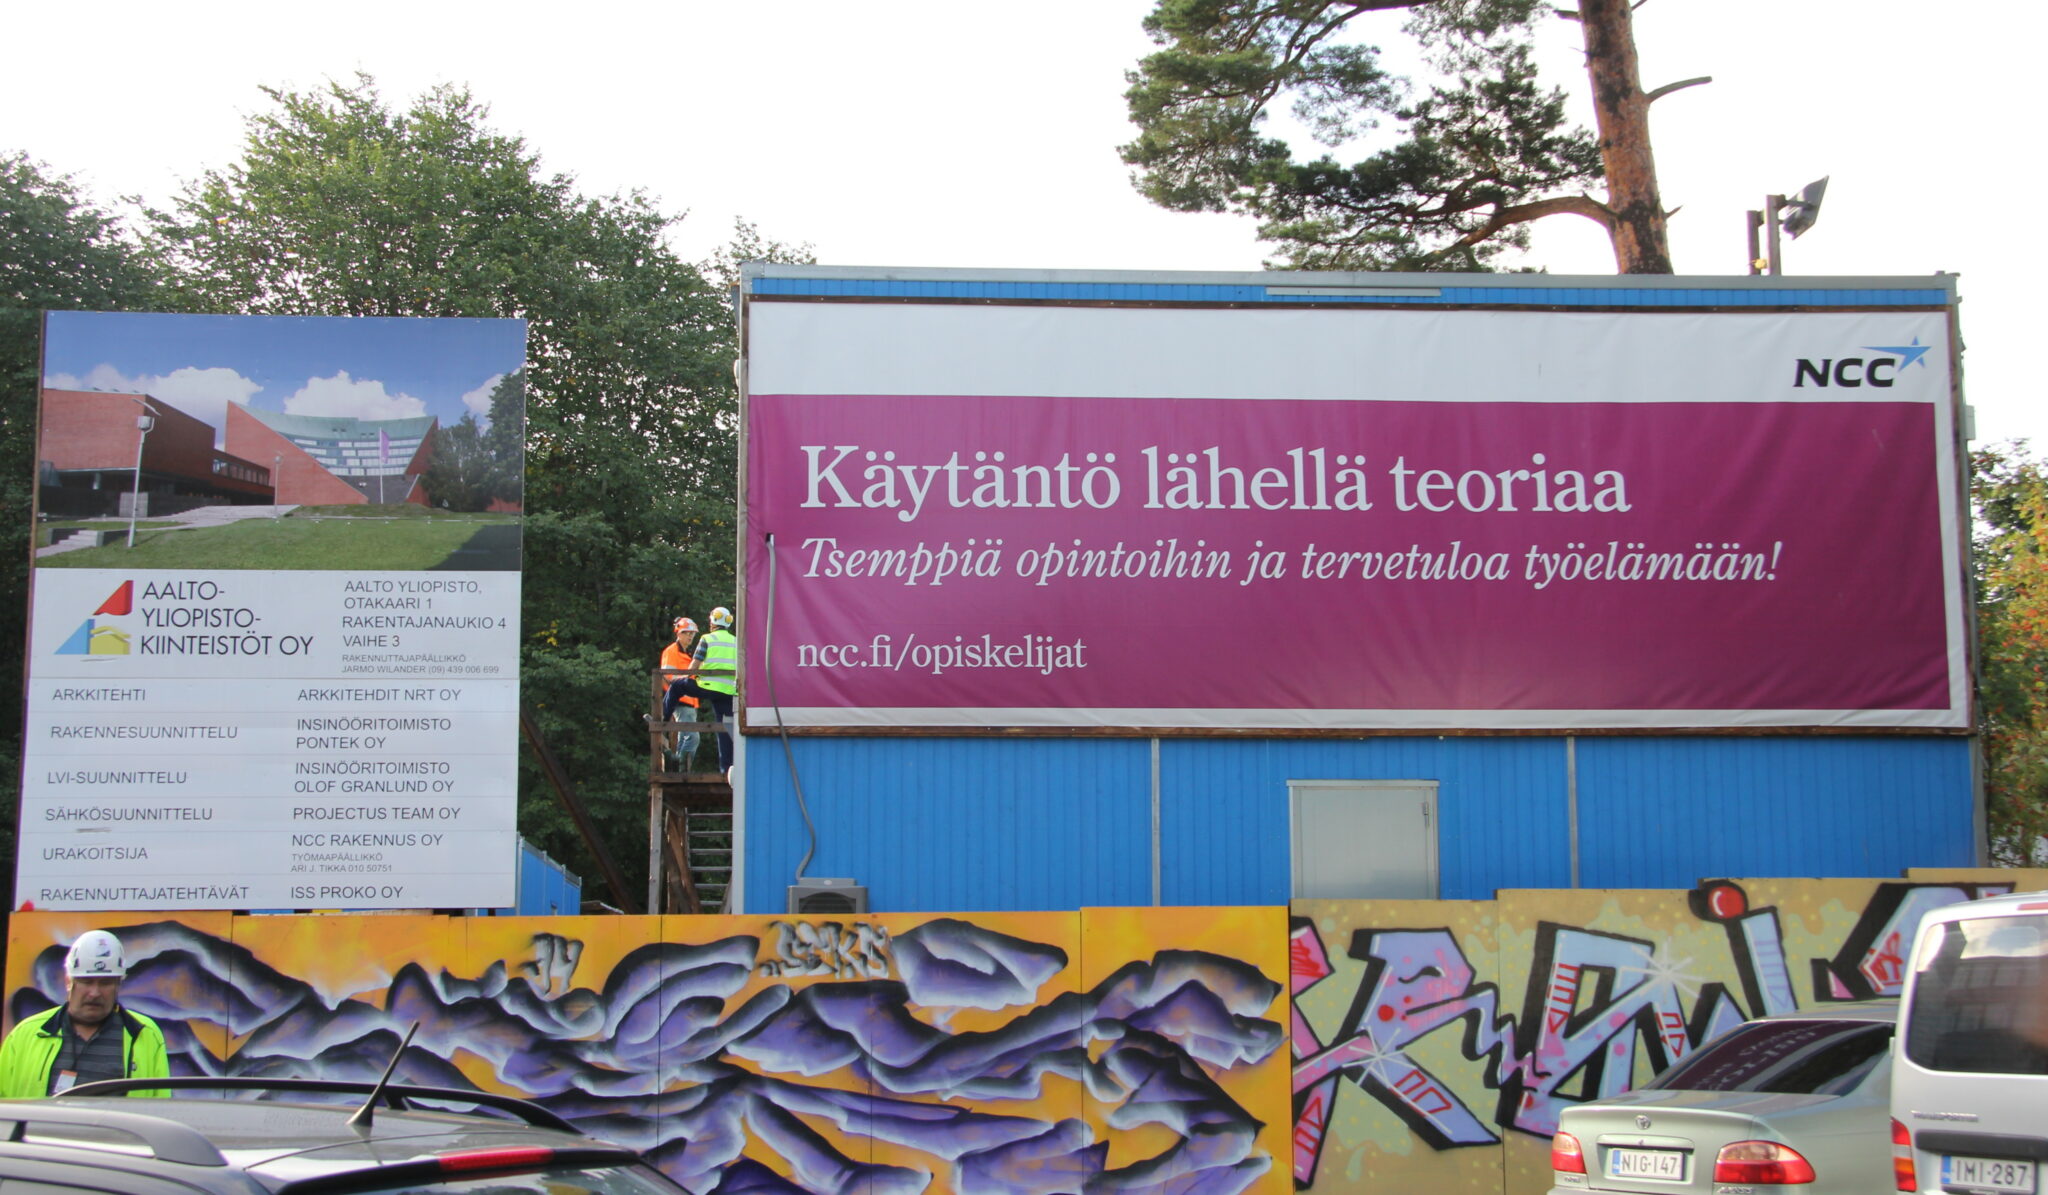 AALTO-
YLIOPISTO-
KIINTEISTÖT OY
AALTO YLIOPISTO,
OTAKAARI 1
RAKENTAJANAUKIO 4
VAIHE 3
RAKENNUTTAJAPÄÄLLIKKÖ
JARMO WILANDER (09) 439 006 699
ARKKITEHTI ARKKITEHDIT NRT OY
RAKENNESUUNNITTELU INSINÖÖRITOIMISTO
PONTEK OY
LVI-SUUNNITTELU INSINÖÖRITOIMISTO
OLOF GRANLUND OY
SÄHKÖSUUNNITTELU PROJECTUS TEAM OY
URAKOITSIJA NCC RAKENNUS OY
TYÖMAAPÄÄLLIKKÖ
ARI J. TIKKA 010 50751
RAKENNUTTAJATEHTÄVÄT ISS PROKO OY
NCC
Käytäntö lähellä teoriaa
Tsemppiä opintoihin ja tervetuloa työelämään!
ncc.fi/opiskelijat
NIG-147
IMI-287